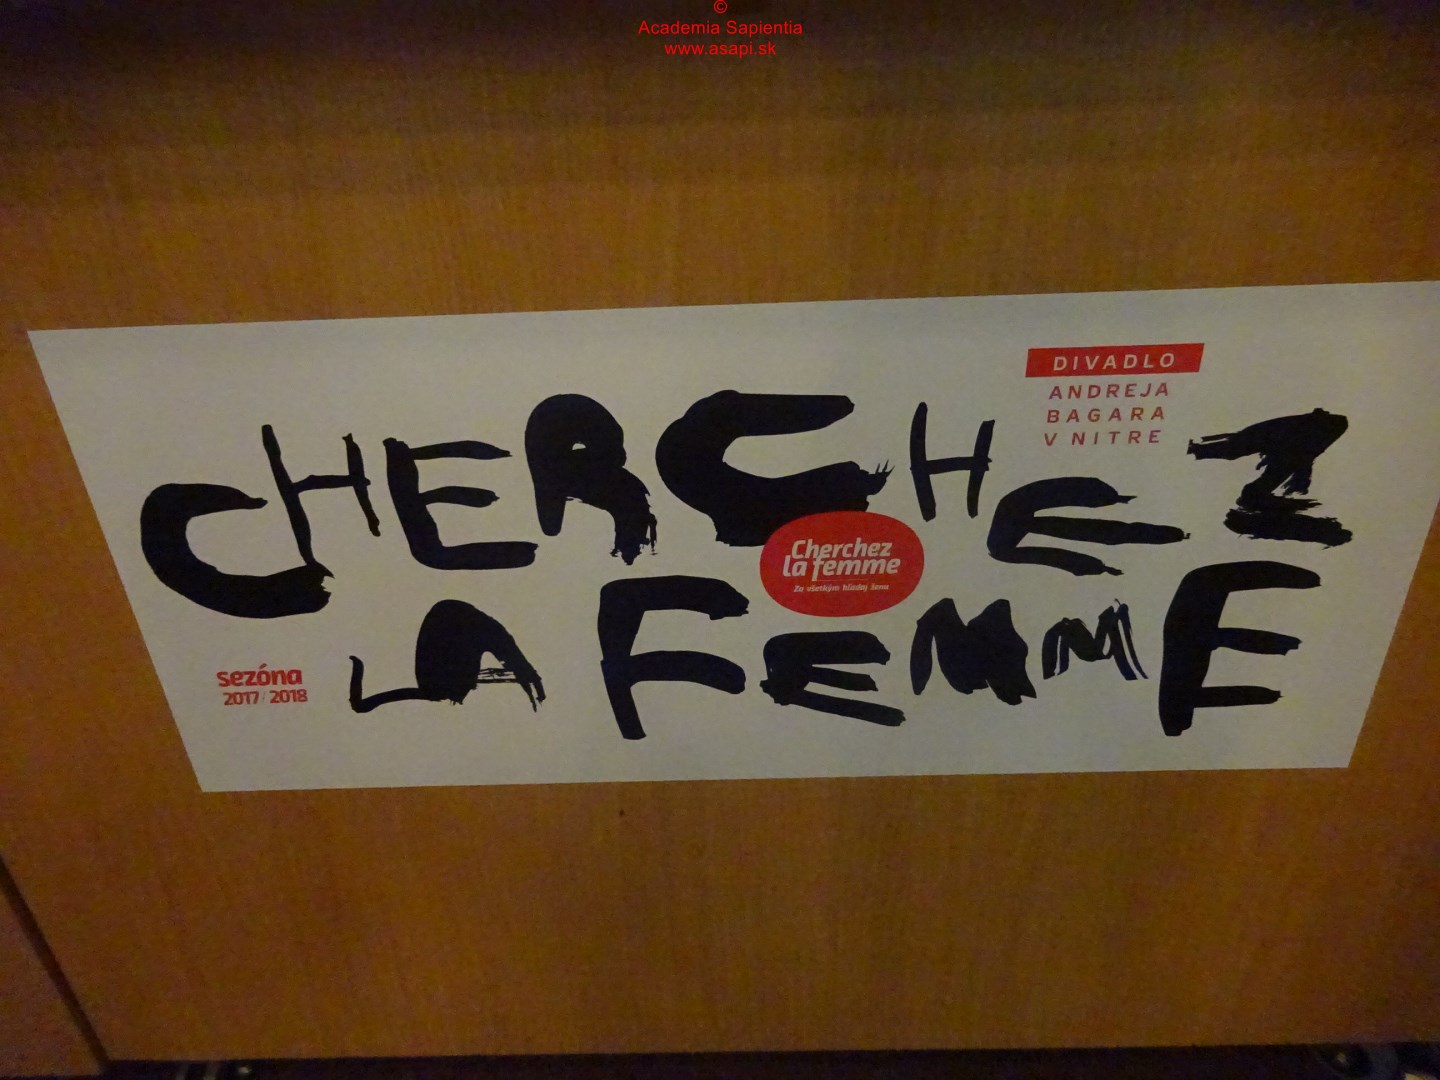 ©
Academia Sapientia
www.asapi.sk
DIVADLO
ANDREJA
BAGARA
V NITRE
CHERCHEZ
LA FEMME
Cherchez
la femme
Za všetkým hľadaj ženu
sezóna
2017/2018